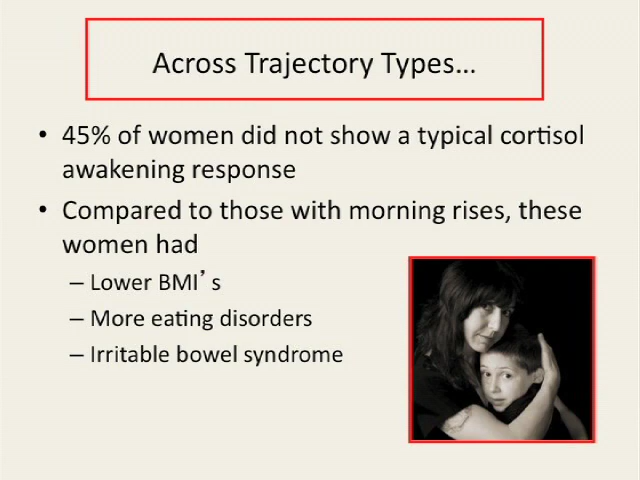 Across Trajectory Types…
• 45% of women did not show a typical cortisol
awakening response
• Compared to those with morning rises, these
women had
– Lower BMI’s
– More eating disorders
– Irritable bowel syndrome